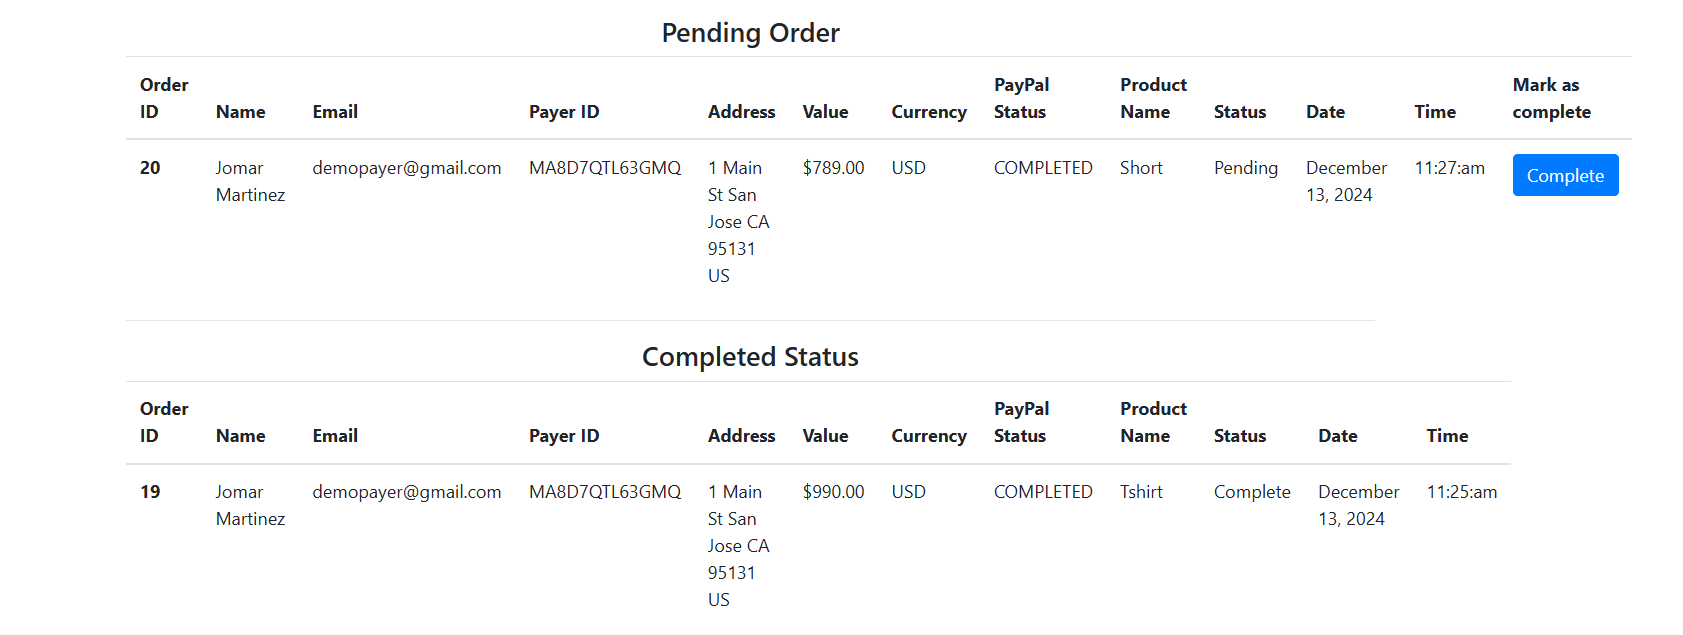 Pending Order
Order ID Name Email Payer ID Address Value Currency PayPal Status Product Name Status Date Time Mark as complete
20 Jomar Martinez demopayer@gmail.com MA8D7QTL63GMQ 1 Main St San Jose CA 95131 US $789.00 USD COMPLETED Short Pending December 13, 2024 11:27:am Complete
Completed Status
Order ID Name Email Payer ID Address Value Currency PayPal Status Product Name Status Date Time
19 Jomar Martinez demopayer@gmail.com MA8D7QTL63GMQ 1 Main St San Jose CA 95131 US $990.00 USD COMPLETED Tshirt Complete December 13, 2024 11:25:am